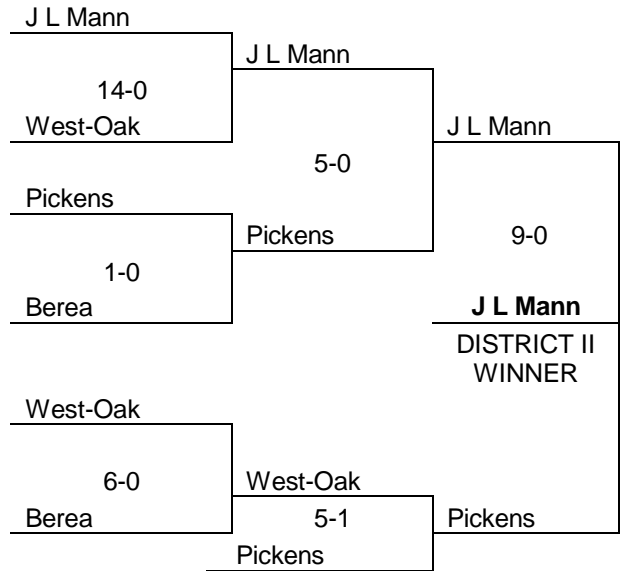 J L Mann
J L Mann
14-0
West-Oak
J L Mann
5-0
Pickens
Pickens
9-0
1-0
Berea
J L Mann
DISTRICT II
WINNER
West-Oak
6-0
West-Oak
Berea
5-1
Pickens
Pickens